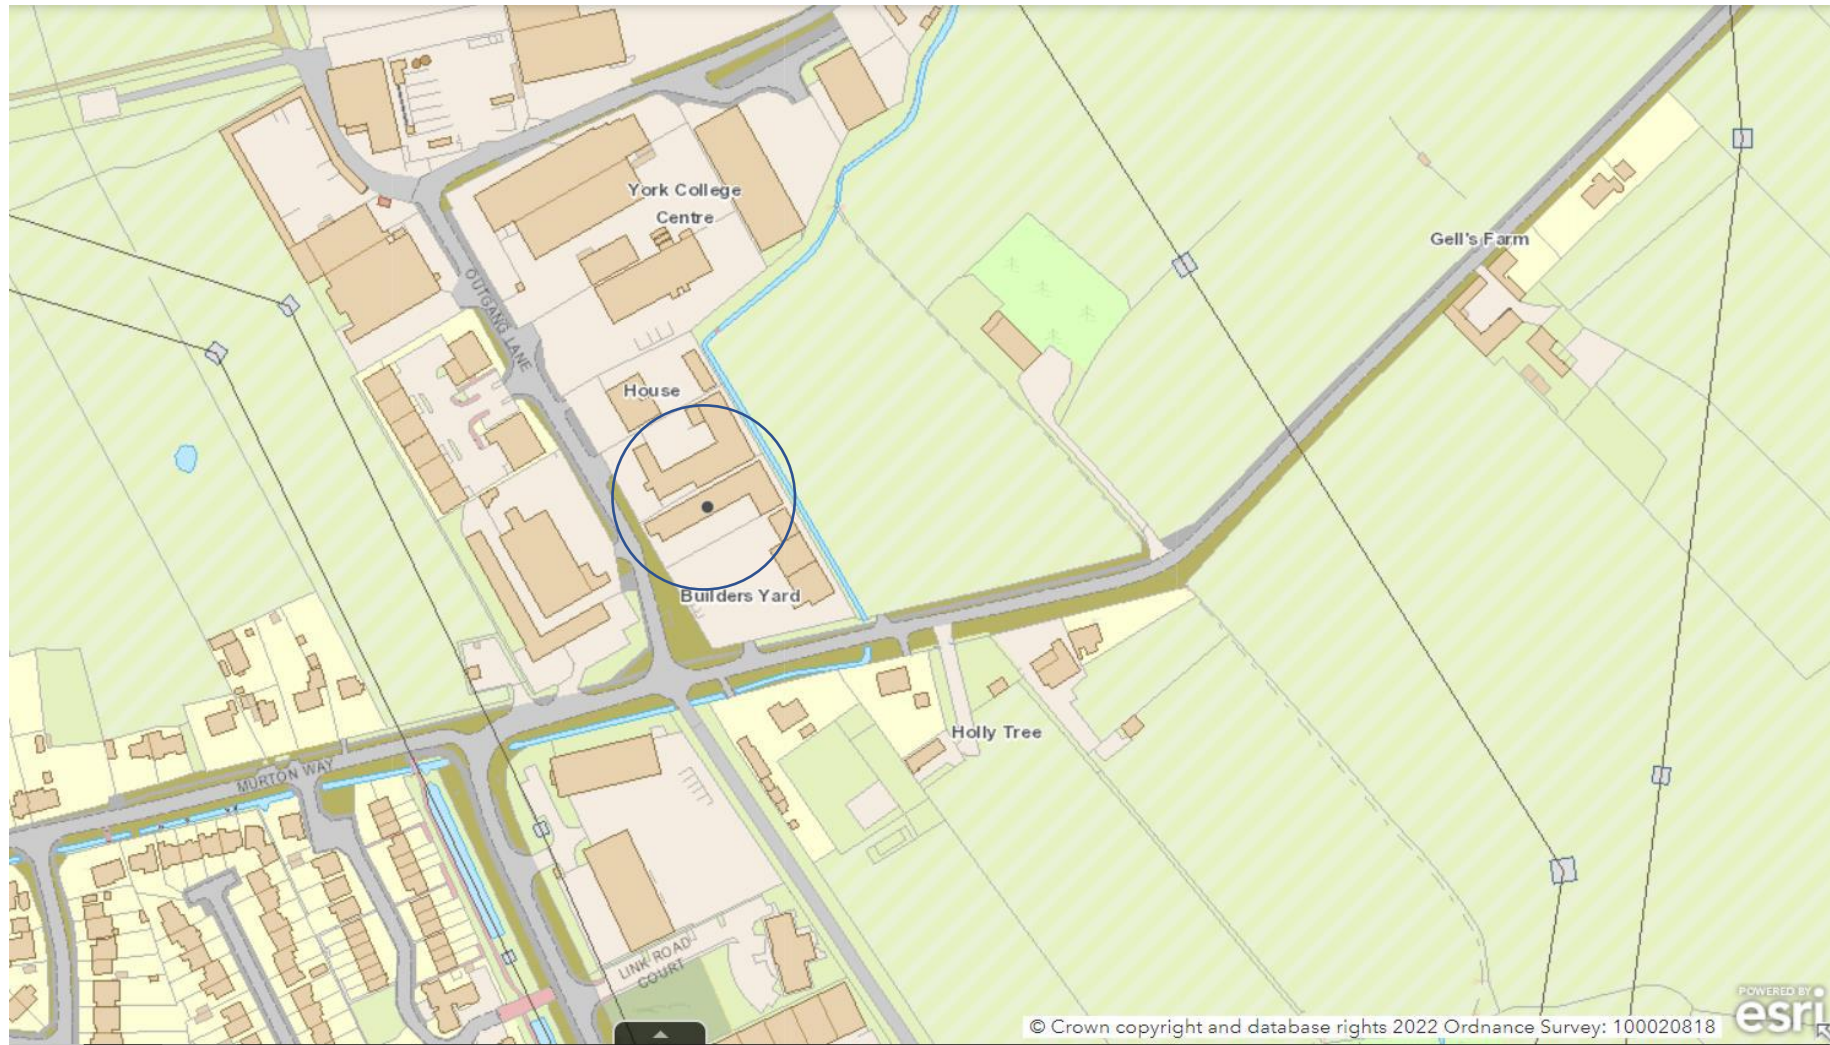 York College
Centre
Gell's Farm
OUTGANG LANE
House
Builders Yard
Holly Tree
MURTON WAY
LINK ROAD
COURT
POWERED BY
esri
© Crown copyright and database rights 2022 Ordnance Survey: 100020818